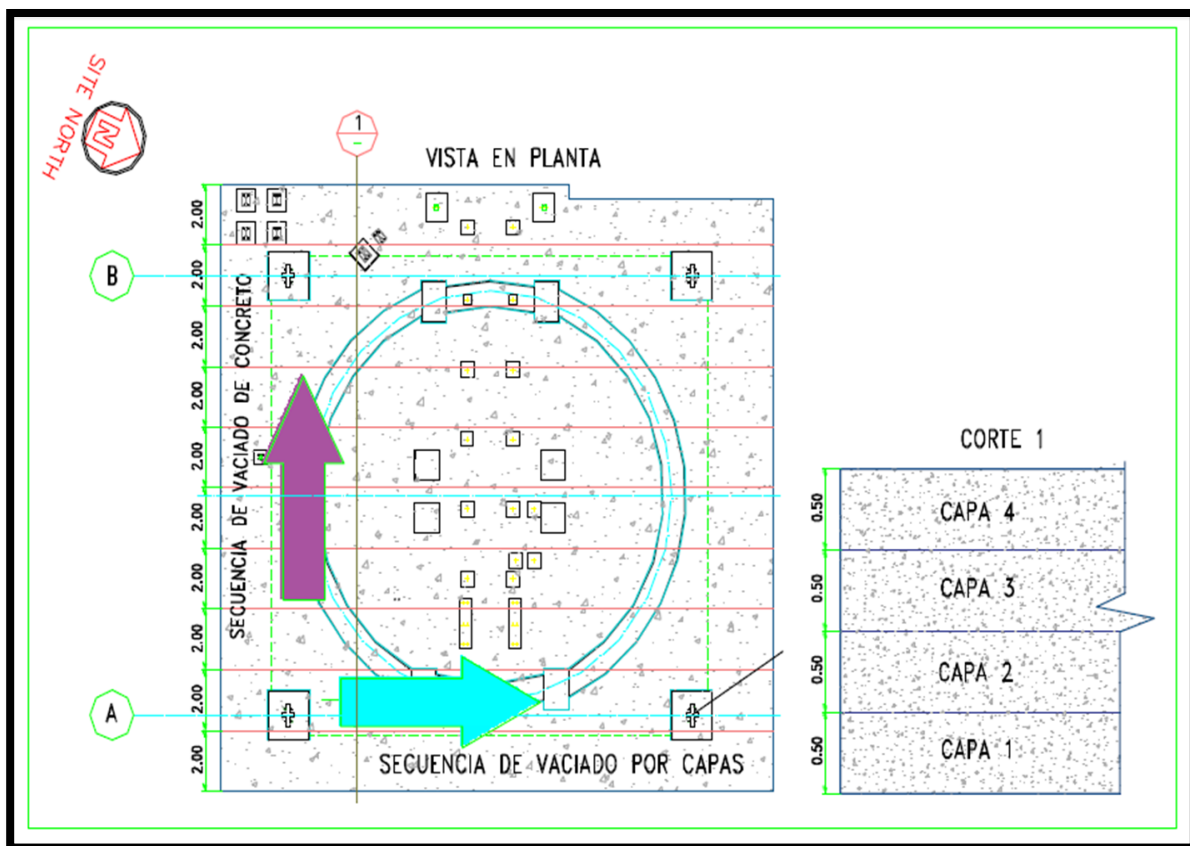 SITE NORTH
N
1
VISTA EN PLANTA
2.00
2.00
2.00
2.00
2.00
2.00
2.00
2.00
2.00
2.00
B
A
SECUENCIA DE VACIADO DE CONCRETO
SECUENCIA DE VACIADO POR CAPAS
CORTE 1
0.50
CAPA 4
0.50
CAPA 3
0.50
CAPA 2
0.50
CAPA 1